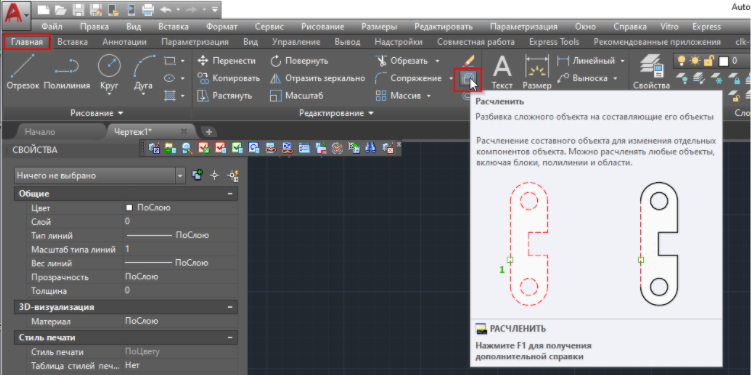 Auto
Файл Правка Вид Вставка Формат Сервис Рисование Размеры Редактировать Параметризация Окно Справка Vitro Express
Главная Вставка Аннотации Параметризация Вид Управление Вывод Надстройки Совместная работа Express Tools Рекомендованные приложения clk-
Отрезок Полилиния Круг Дуга
Перенести Повернуть Обрезать
Копировать Отразить зеркально Сопряжение
Растянуть Масштаб Массив
Текст Размер
Линейный
Выноска
Свойства
0
Рисование Редактирование Сло
Начало Чертеж1*
СВОЙСТВА
Ничего не выбрано
Общие
Цвет ПоСлою
Слой 0
Тип линий ПоСлою
Масштаб типа линий 1
Вес линий ПоСлою
Прозрачность ПоСлою
Толщина 0
3D-визуализация
Материал ПоСлою
Стиль печати
Стиль печати ПоЦвету
Таблица стилей печ... Нет
Расчленить
Разбивка сложного объекта на составляющие его объекты
Расчленение составного объекта для изменения отдельных
компонентов объекта. Можно расчленять любые объекты,
включая блоки, полилинии и области.
1
РАСЧЛЕНИТЬ
Нажмите F1 для получения
дополнительной справки